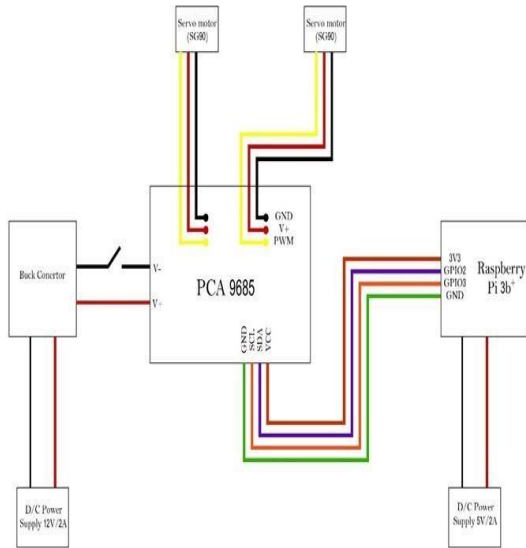 Servo motor
(SG90)
Servo motor
(SG90)
GND
V+
PWM
V-
V+
PCA 9685
Buck Concertor
3V3
GPIO2
GPIO3
GND
Raspberry
Pi 3b+
GND
SCL
SDA
VCC
D/C Power
Supply 12V/2A
D/C Power
Supply 5V/2A